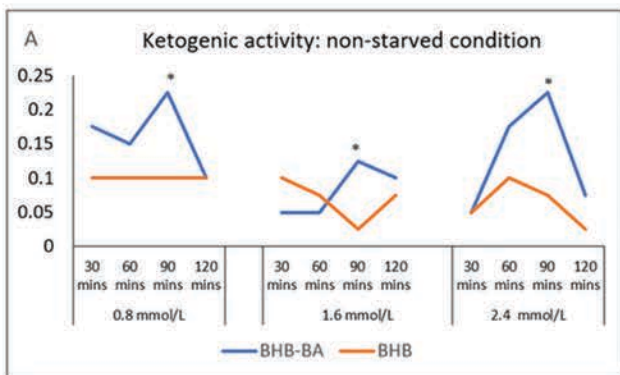 A
Ketogenic activity: non-starved condition
0.25
*
*
0.2
0.15
*
0.1
0.05
0
30 60 90 120 30 60 90 120 30 60 90 120
mins mins mins mins mins mins mins mins mins mins mins mins
0.8 mmol/L 1.6 mmol/L 2.4 mmol/L
BHB-BA BHB